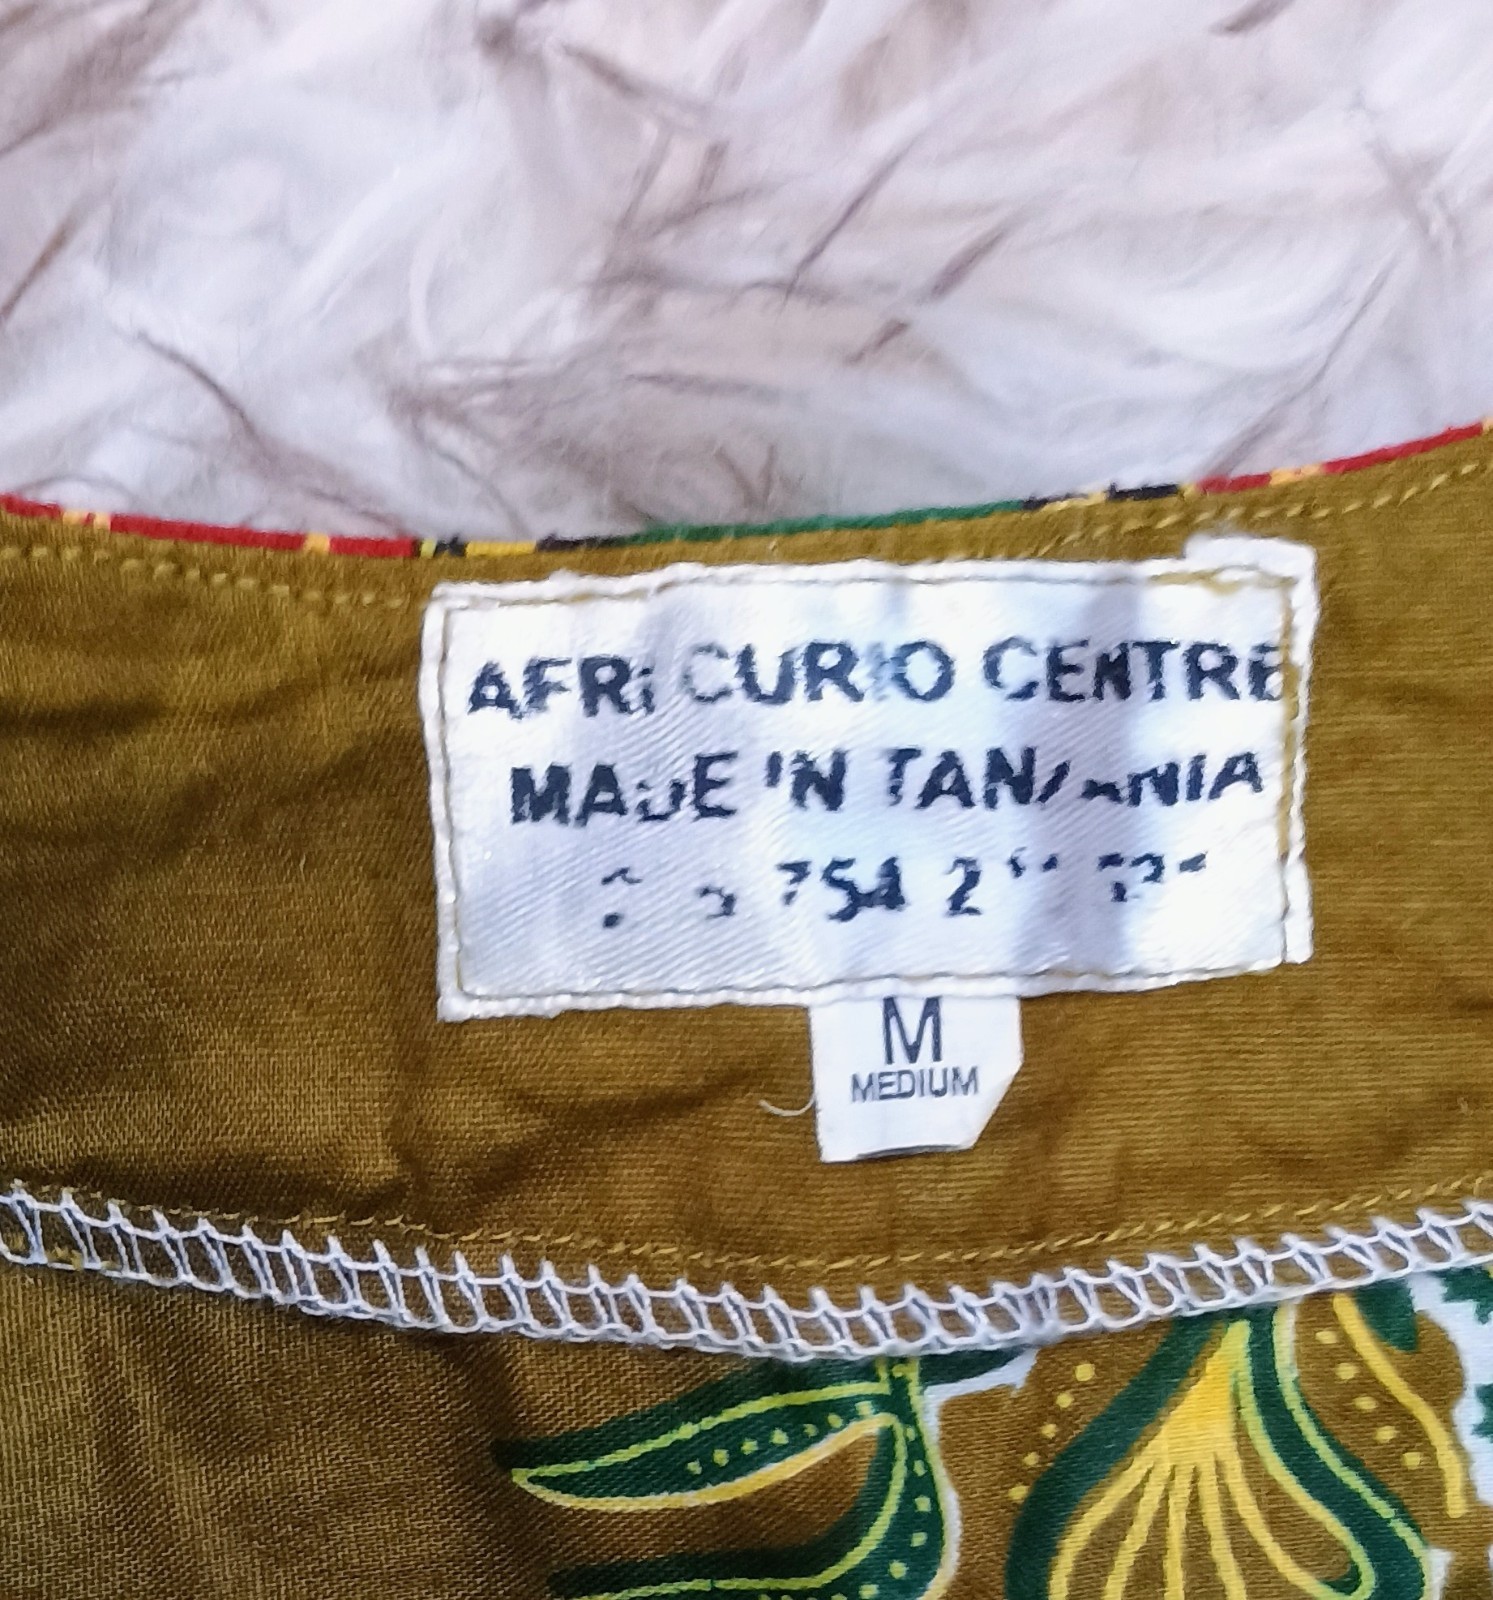 AFRi CURIO CENTRE
MADE IN TANZANIA
754
M
MEDIUM